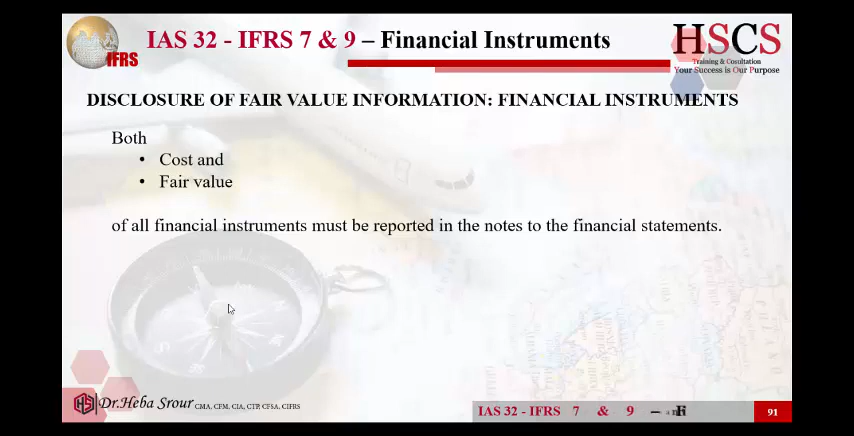 IFRS
IAS 32 - IFRS 7 & 9 – Financial Instruments
HSCS
Training & Cosultation
Your Success is Our Purpose
DISCLOSURE OF FAIR VALUE INFORMATION: FINANCIAL INSTRUMENTS
Both
• Cost and
• Fair value
of all financial instruments must be reported in the notes to the financial statements.
Dr.Heba Srour CMA, CFM, CIA, CTP, CFSA, CIFRS
IAS 32 - IFRS 7 & 9 –
91